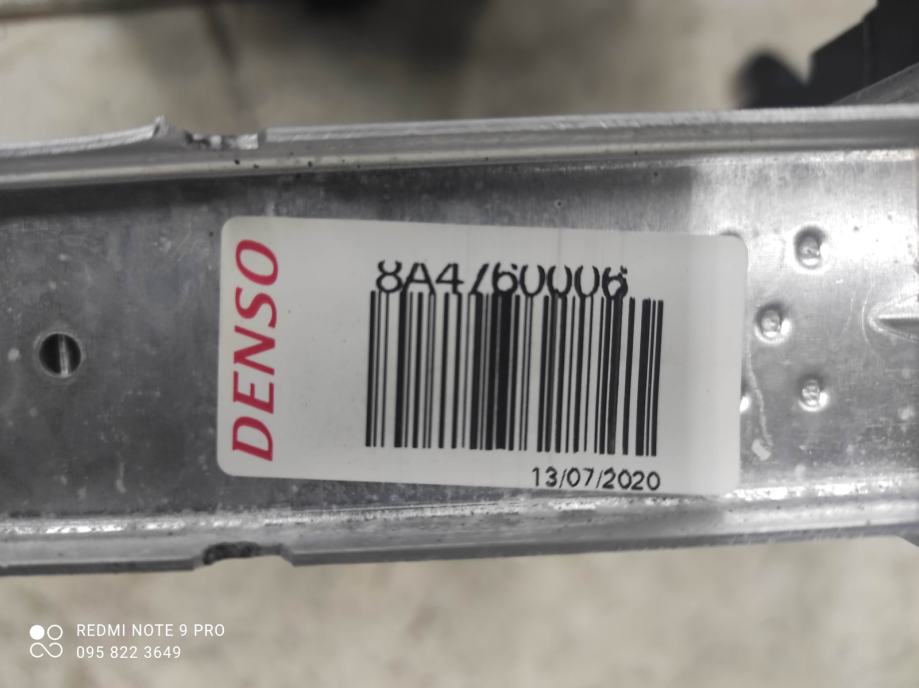 DENSO
8A4760006
13/07/2020
REDMI NOTE 9 PRO
095 822 3649